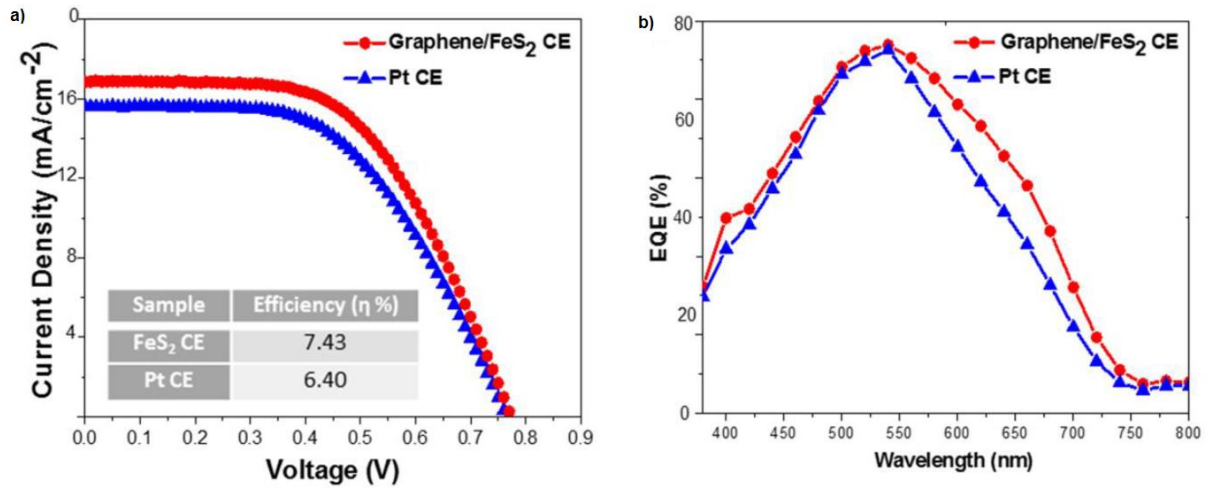 a)
Current Density (mA/cm⁻²)
16
16
12
8
4
Graphene/FeS₂ CE
Pt CE
Sample Efficiency (η %)
FeS₂ CE 7.43
Pt CE 6.40
0.0 0.1 0.2 0.3 0.4 0.5 0.6 0.7 0.8 0.9
Voltage (V)
b)
EQE (%)
80
60
40
20
0
Graphene/FeS₂ CE
Pt CE
400 450 500 550 600 650 700 760 800
Wavelength (nm)